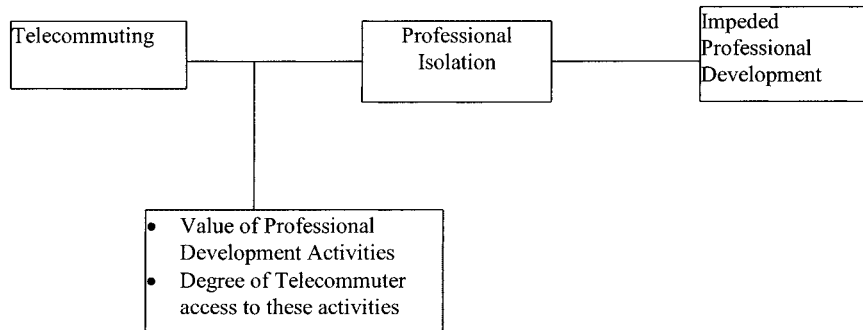 Telecommuting
Professional
Isolation
Impeded
Professional
Development
• Value of Professional
Development Activities
• Degree of Telecommuter
access to these activities